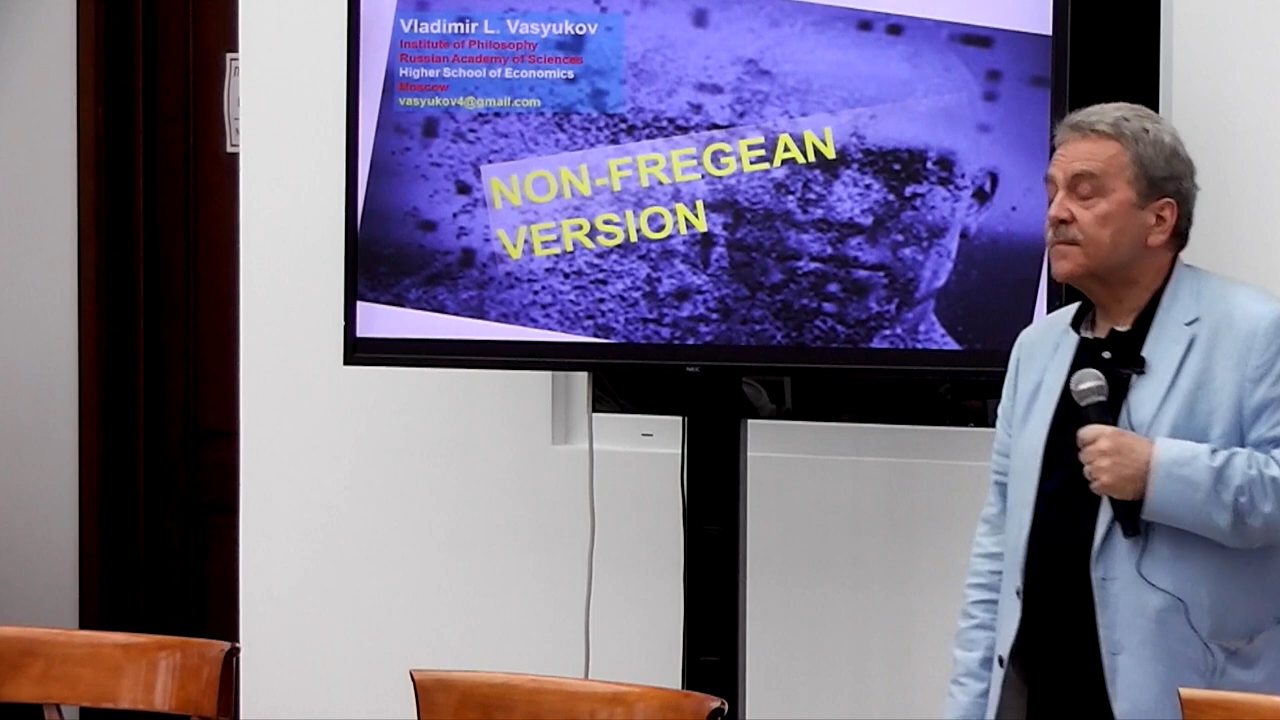 Vladimir L. Vasyukov
Institute of Philosophy
Russian Academy of Sciences
Higher School of Economics
Moscow
vasyukov4@gmail.com
NON-FREGEAN
VERSION
NEC